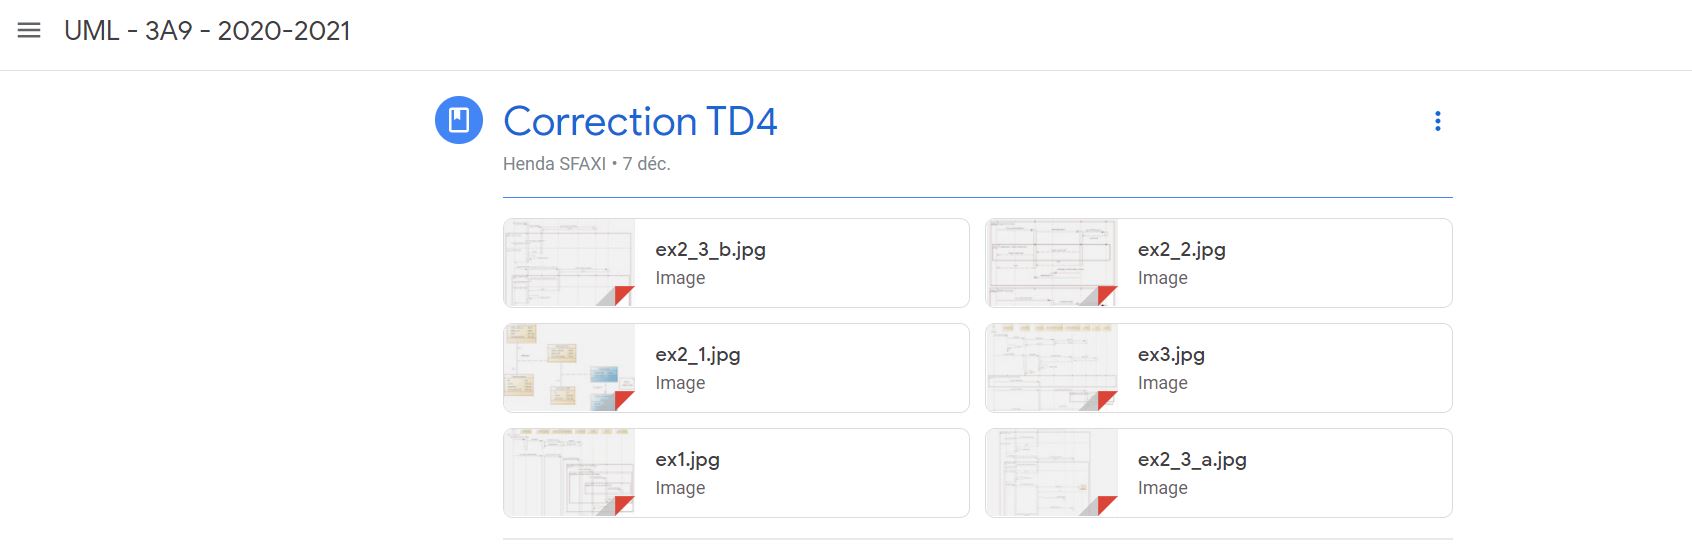 UML - 3A9 - 2020-2021
Correction TD4
Henda SFAXI • 7 déc.
ex2_3_b.jpg
Image
ex2_2.jpg
Image
ex2_1.jpg
Image
ex3.jpg
Image
ex1.jpg
Image
ex2_3_a.jpg
Image